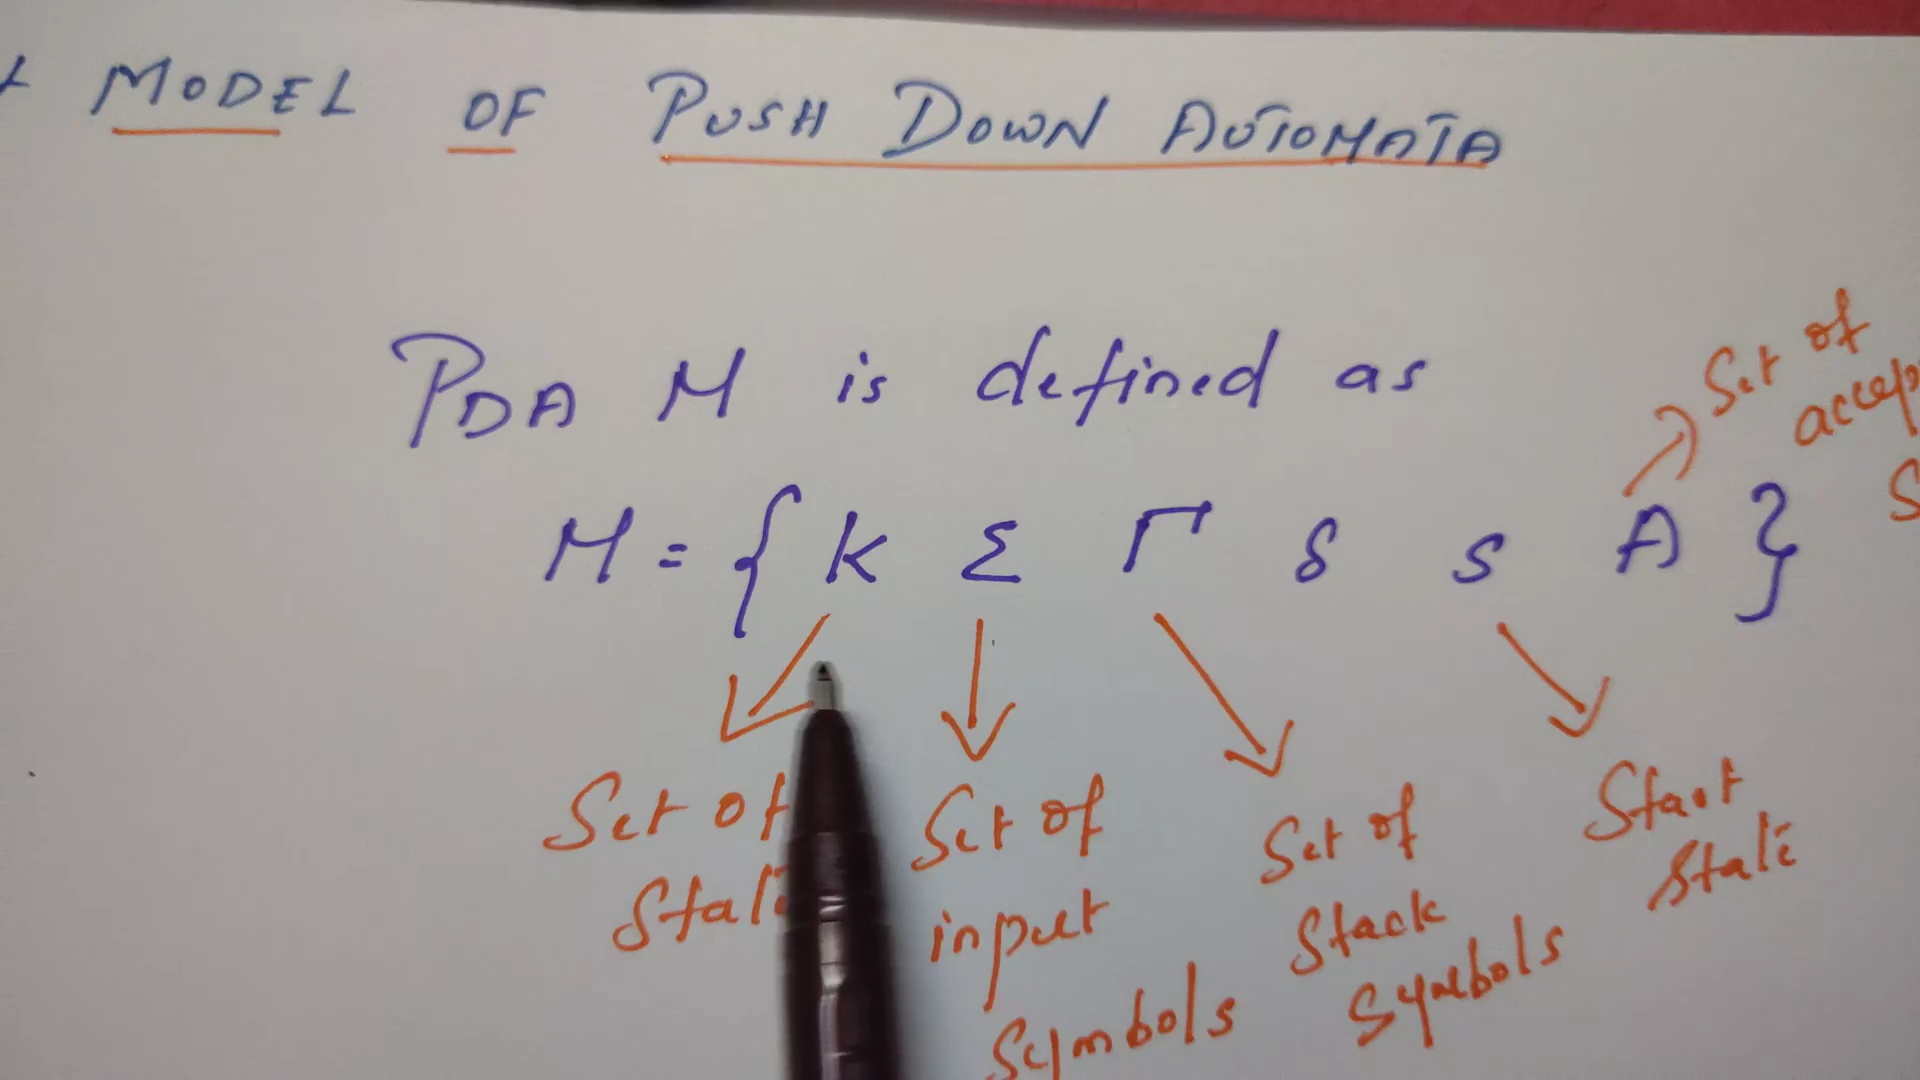 MODEL OF PUSH DOWN AUTOMATA
PDA M is defined as
Set of
M = { K Σ Γ δ s A }
Set of
Set of
input
Symbols
Set of
Stack
Symbols
Start
State